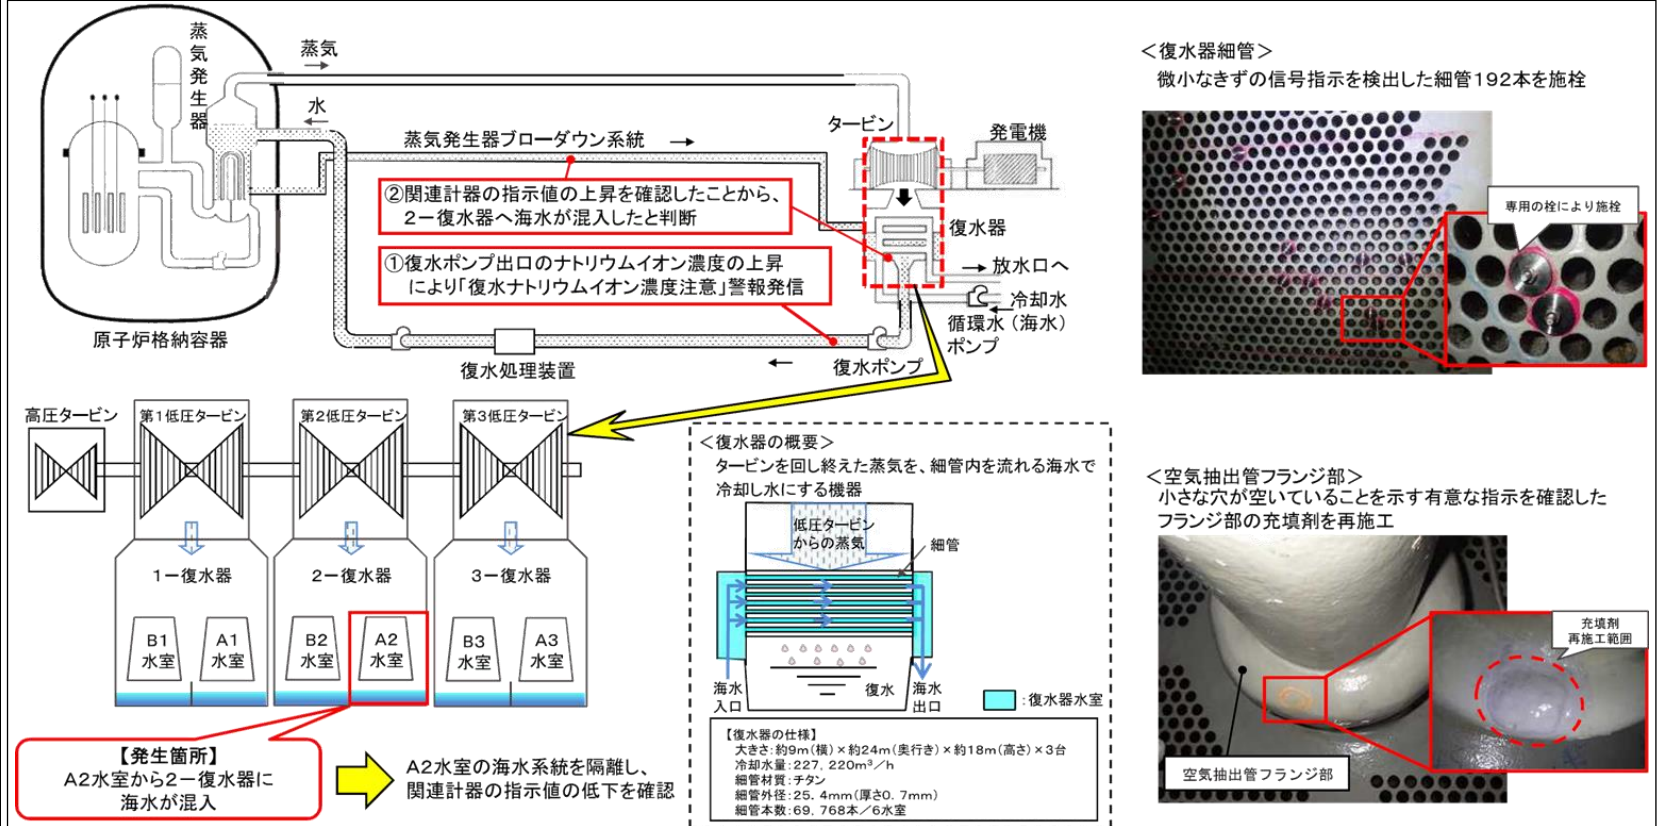 蒸気発生器
蒸気
水
蒸気発生器ブローダウン系統
タービン
発電機
②関連計器の指示値の上昇を確認したことから、
2ー復水器へ海水が混入したと判断
①復水ポンプ出口のナトリウムイオン濃度の上昇
により「復水ナトリウムイオン濃度注意」警報発信
復水器
放水口へ
冷却水
循環水(海水)
ポンプ
原子炉格納容器
復水処理装置
復水ポンプ
高圧タービン
第1低圧タービン
第2低圧タービン
第3低圧タービン
1ー復水器
2ー復水器
3ー復水器
B1
水室
A1
水室
B2
水室
A2
水室
B3
水室
A3
水室
【発生箇所】
A2水室から2ー復水器に
海水が混入
A2水室の海水系統を隔離し、
関連計器の指示値の低下を確認
<復水器の概要>
タービンを回し終えた蒸気を、細管内を流れる海水で
冷却し水にする機器
低圧タービン
からの蒸気
細管
海水
入口
復水
海水
出口
:復水器水室
【復水器の仕様】
大きさ:約9m(横)×約24m(奥行き)×約18m(高さ)×3台
冷却水量:227,220m³/h
細管材質:チタン
細管外径:25.4mm(厚さ0.7mm)
細管本数:69,768本/6水室
<復水器細管>
微小なきずの信号指示を検出した細管192本を施栓
専用の栓により施栓
<空気抽出管フランジ部>
小さな穴が空いていることを示す有意な指示を確認した
フランジ部の充填剤を再施工
充填剤
再施工範囲
空気抽出管フランジ部